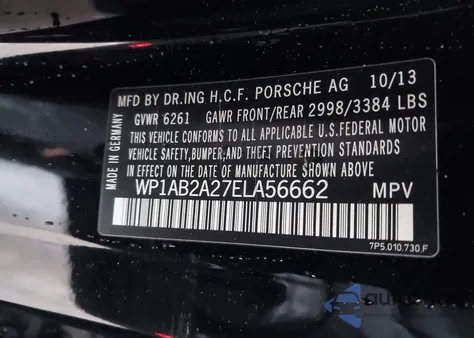 MFD BY DR.ING H.C.F. PORSCHE AG 10/13
GVWR 6261 GAWR FRONT/REAR 2998/3384 LBS
THIS VEHICLE CONFORMS TO ALL APPLICABLE U.S.FEDERAL MOTOR
VEHICLE SAFETY,BUMPER,AND THEFT PREVENTION STANDARDS
IN EFFECT ON THE DATE OF MANUFACTURE SHOWN ABOVE
WP1AB2A27ELA56662 MPV
7P5.010.730.F
MADE IN GERMANY